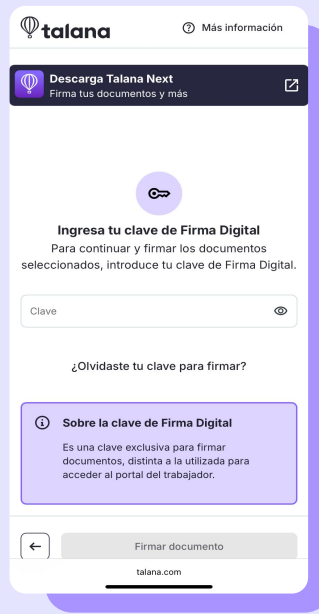 talana
Más información
Descarga Talana Next
Firma tus documentos y más
Ingresa tu clave de Firma Digital
Para continuar y firmar los documentos
seleccionados, introduce tu clave de Firma Digital.
Clave
¿Olvidaste tu clave para firmar?
Sobre la clave de Firma Digital
Es una clave exclusiva para firmar
documentos, distinta a la utilizada para
acceder al portal del trabajador.
Firmar documento
talana.com